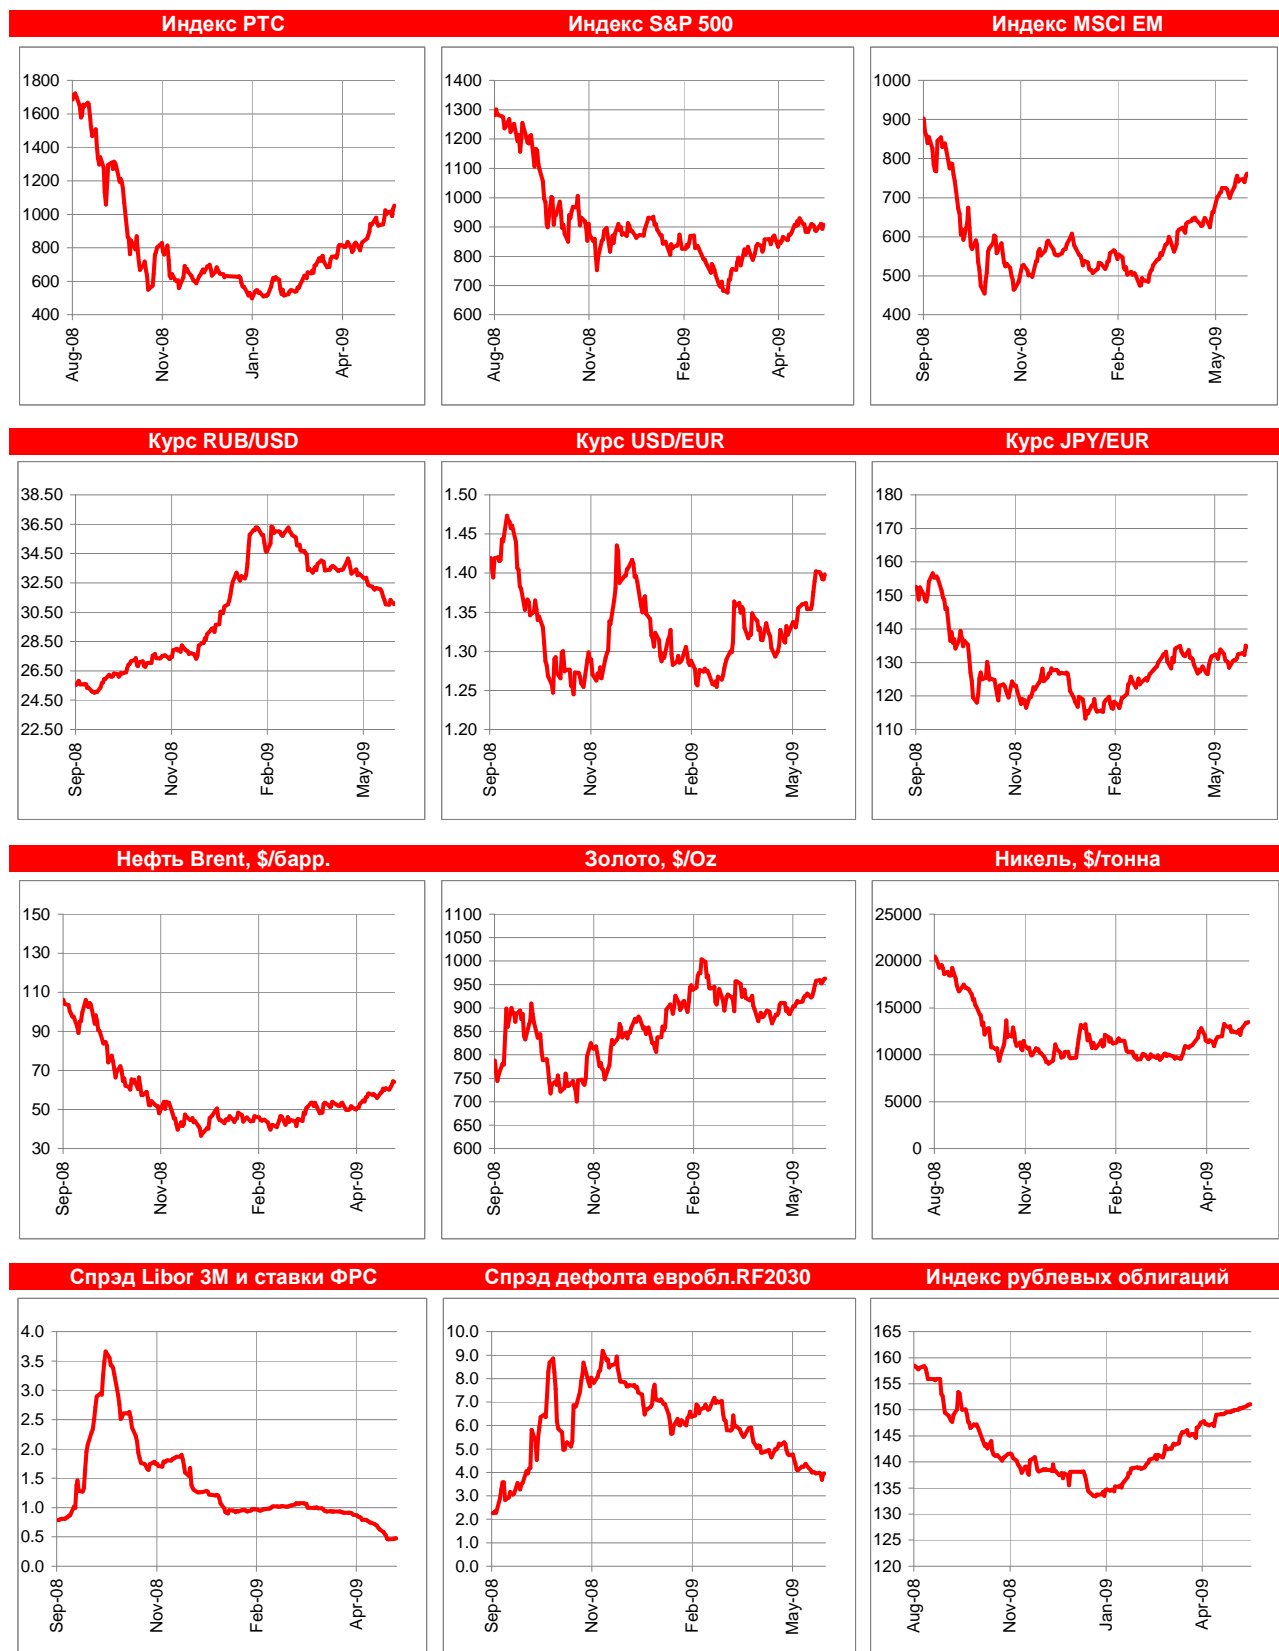 Индекс РТС
Индекс S&P 500
Индекс MSCI EM
1800
1600
1400
1200
1000
800
600
400
Aug-08
Nov-08
Jan-09
Apr-09
1400
1300
1200
1100
1000
900
800
700
600
Aug-08
Nov-08
Feb-09
Apr-09
1000
900
800
700
600
500
400
Sep-08
Nov-08
Feb-09
May-09
Курс RUB/USD
Курс USD/EUR
Курс JPY/EUR
38.50
36.50
34.50
32.50
30.50
28.50
26.50
24.50
22.50
Sep-08
Nov-08
Feb-09
May-09
1.50
1.45
1.40
1.35
1.30
1.25
1.20
Sep-08
Nov-08
Feb-09
May-09
180
170
160
150
140
130
120
110
Sep-08
Nov-08
Feb-09
May-09
Нефть Brent, $/барр.
Золото, $/Oz
Никель, $/тонна
150
130
110
90
70
50
30
Sep-08
Nov-08
Feb-09
Apr-09
1100
1050
1000
950
900
850
800
750
700
650
600
Sep-08
Nov-08
Feb-09
May-09
25000
20000
15000
10000
5000
0
Aug-08
Nov-08
Feb-09
Apr-09
Спрэд Libor 3M и ставки ФРС
Спрэд дефолта евробл.RF2030
Индекс рублевых облигаций
4.0
3.5
3.0
2.5
2.0
1.5
1.0
0.5
0.0
Sep-08
Nov-08
Feb-09
Apr-09
10.0
9.0
8.0
7.0
6.0
5.0
4.0
3.0
2.0
1.0
0.0
Sep-08
Nov-08
Feb-09
May-09
165
160
155
150
145
140
135
130
125
120
Aug-08
Nov-08
Jan-09
Apr-09